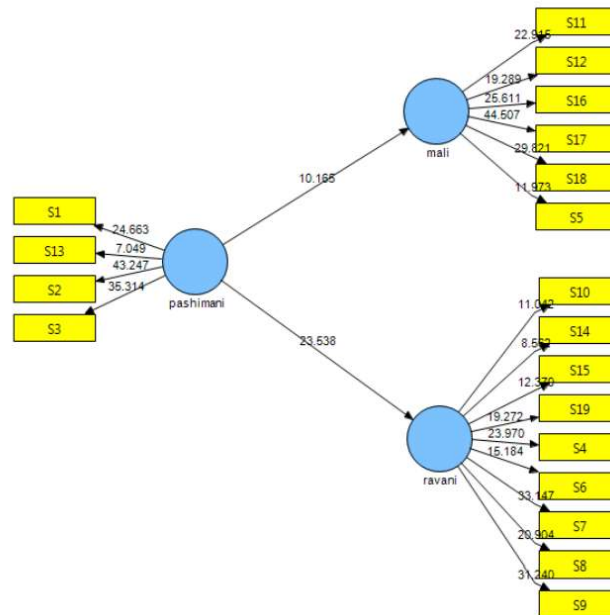 S11
22.915
S12
19.289
25.611
S16
44.507
S17
mali
29.821
S18
11.973
S5
10.165
S1
24.663
S13
7.049
43.247
S2
35.314
S3
pashimani
23.538
S10
11.042
S14
8.562
S15
12.370
S19
19.272
23.970
S4
15.184
S6
ravani
33.147
S7
20.904
S8
31.240
S9